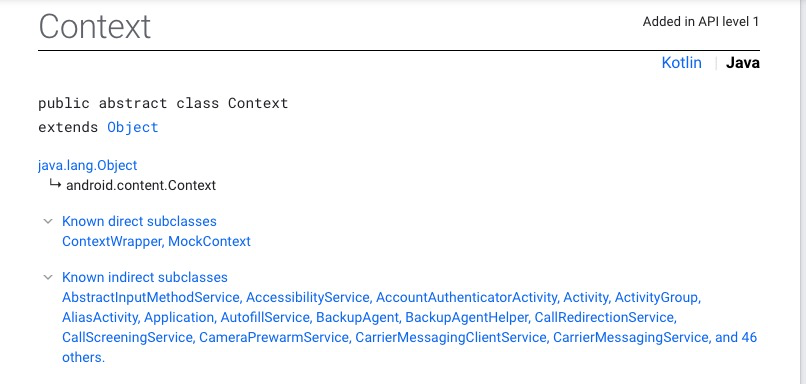 Context
Added in API level 1
Kotlin | Java
public abstract class Context
extends Object
java.lang.Object
↳ android.content.Context
Known direct subclasses
ContextWrapper, MockContext
Known indirect subclasses
AbstractInputMethodService, AccessibilityService, AccountAuthenticatorActivity, Activity, ActivityGroup,
AliasActivity, Application, AutofillService, BackupAgent, BackupAgentHelper, CallRedirectionService,
CallScreeningService, CameraPrewarmService, CarrierMessagingClientService, CarrierMessagingService, and 46
others.